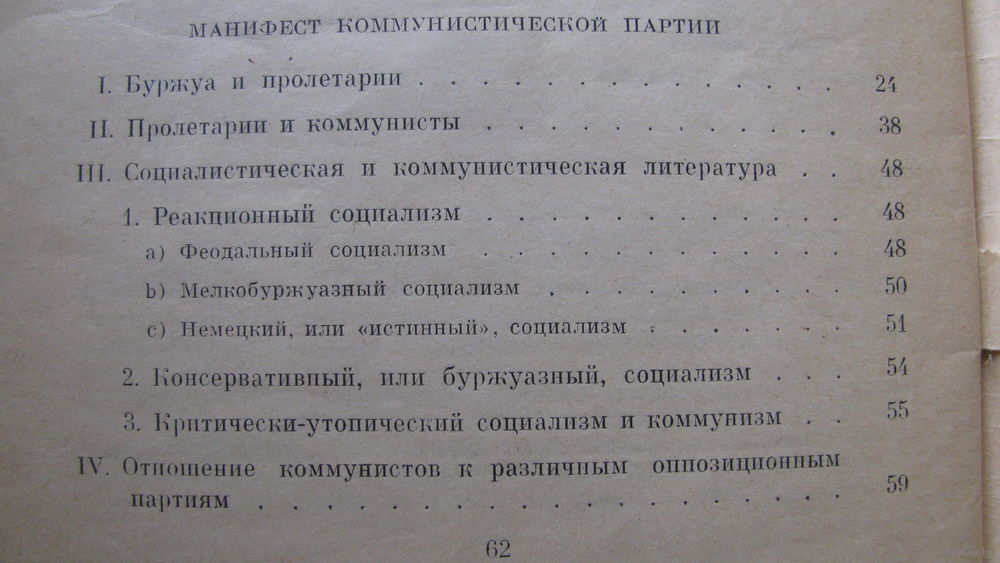 МАНИФЕСТ КОММУНИСТИЧЕСКОЙ ПАРТИИ
I. Буржуа и пролетарии . . . . . . . . . . . . . 24
II. Пролетарии и коммунисты . . . . . . . . . . . 38
III. Социалистическая и коммунистическая литература . . 48
1. Реакционный социализм . . . . . . . . . . . 48
a) Феодальный социализм . . . . . . . . . . . 48
b) Мелкобуржуазный социализм . . . . . . . . . 50
c) Немецкий, или «истинный», социализм . . . . . . 51
2. Консервативный, или буржуазный, социализм . . . 54
3. Критически-утопический социализм и коммунизм . . 55
IV. Отношение коммунистов к различным оппозиционным
партиям . . . . . . . . . . . . . . . . . . 59
62